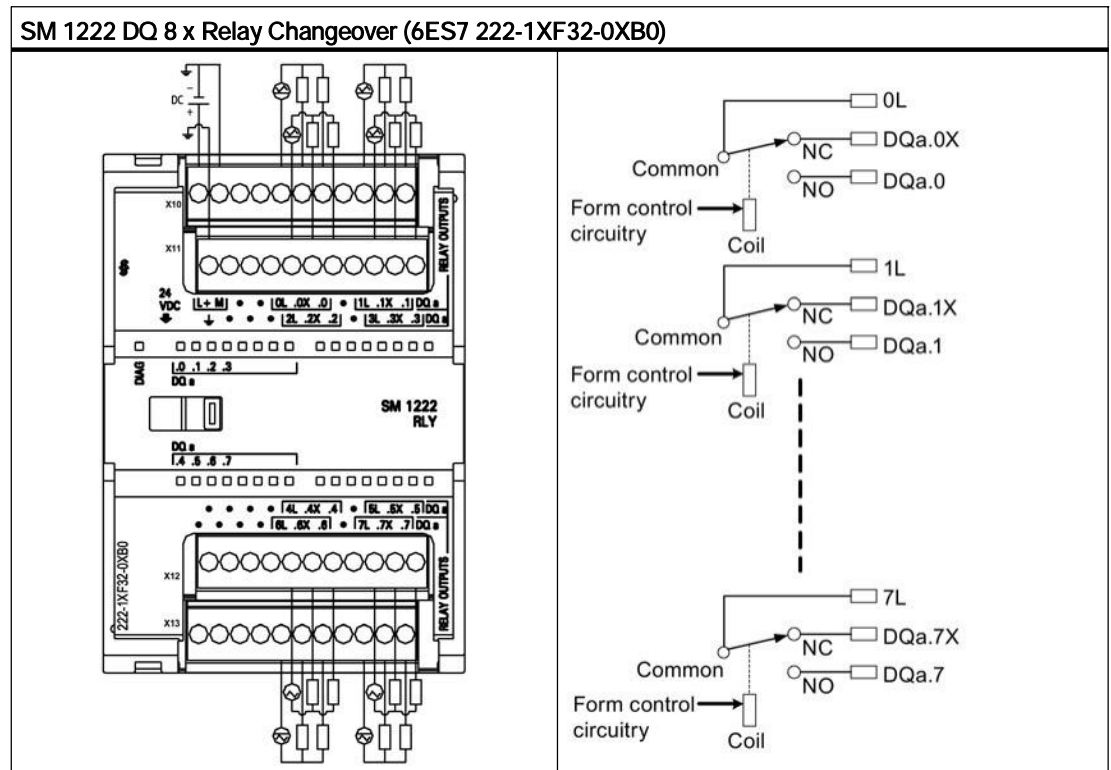 SM 1222 DQ 8 x Relay Changeover (6ES7 222-1XF32-0XB0)
DC
-
+
X10
X11
RELAY OUTPUTS
24
VDC
L+ M 0L .0X .0 1L .1X .1 DQ a
2L .2X .2 3L .3X .3 DQ a
DIAG
.0 .1 .2 .3
DQ a
SM 1222
RLY
DQ a
.4 .5 .6 .7
4L .4X .4 5L .5X .5 DQ a
6L .6X .6 7L .7X .7 DQ a
222-1XF32-0XB0
X12
X13
RELAY OUTPUTS
0L
DQa.0X
NC
Common
DQa.0
NO
Form control
circuitry
Coil
1L
DQa.1X
NC
Common
DQa.1
NO
Form control
circuitry
Coil
7L
DQa.7X
NC
Common
DQa.7
NO
Form control
circuitry
Coil